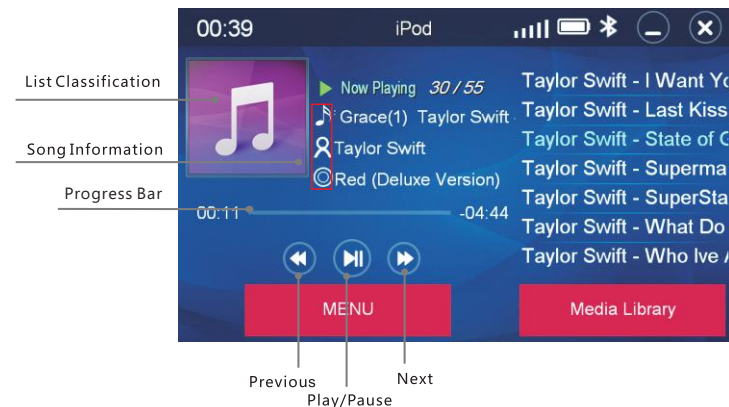 00:39 iPod
List Classification
Now Playing 30/55
Grace(1) Taylor Swift
Song Information
Taylor Swift
Red (Deluxe Version)
Progress Bar
00:11 -04:44
Taylor Swift - I Want Yo
Taylor Swift - Last Kiss
Taylor Swift - State of G
Taylor Swift - Superma
Taylor Swift - SuperSta
Taylor Swift - What Do
Taylor Swift - Who Ive A
MENU
Media Library
Previous
Play/Pause
Next